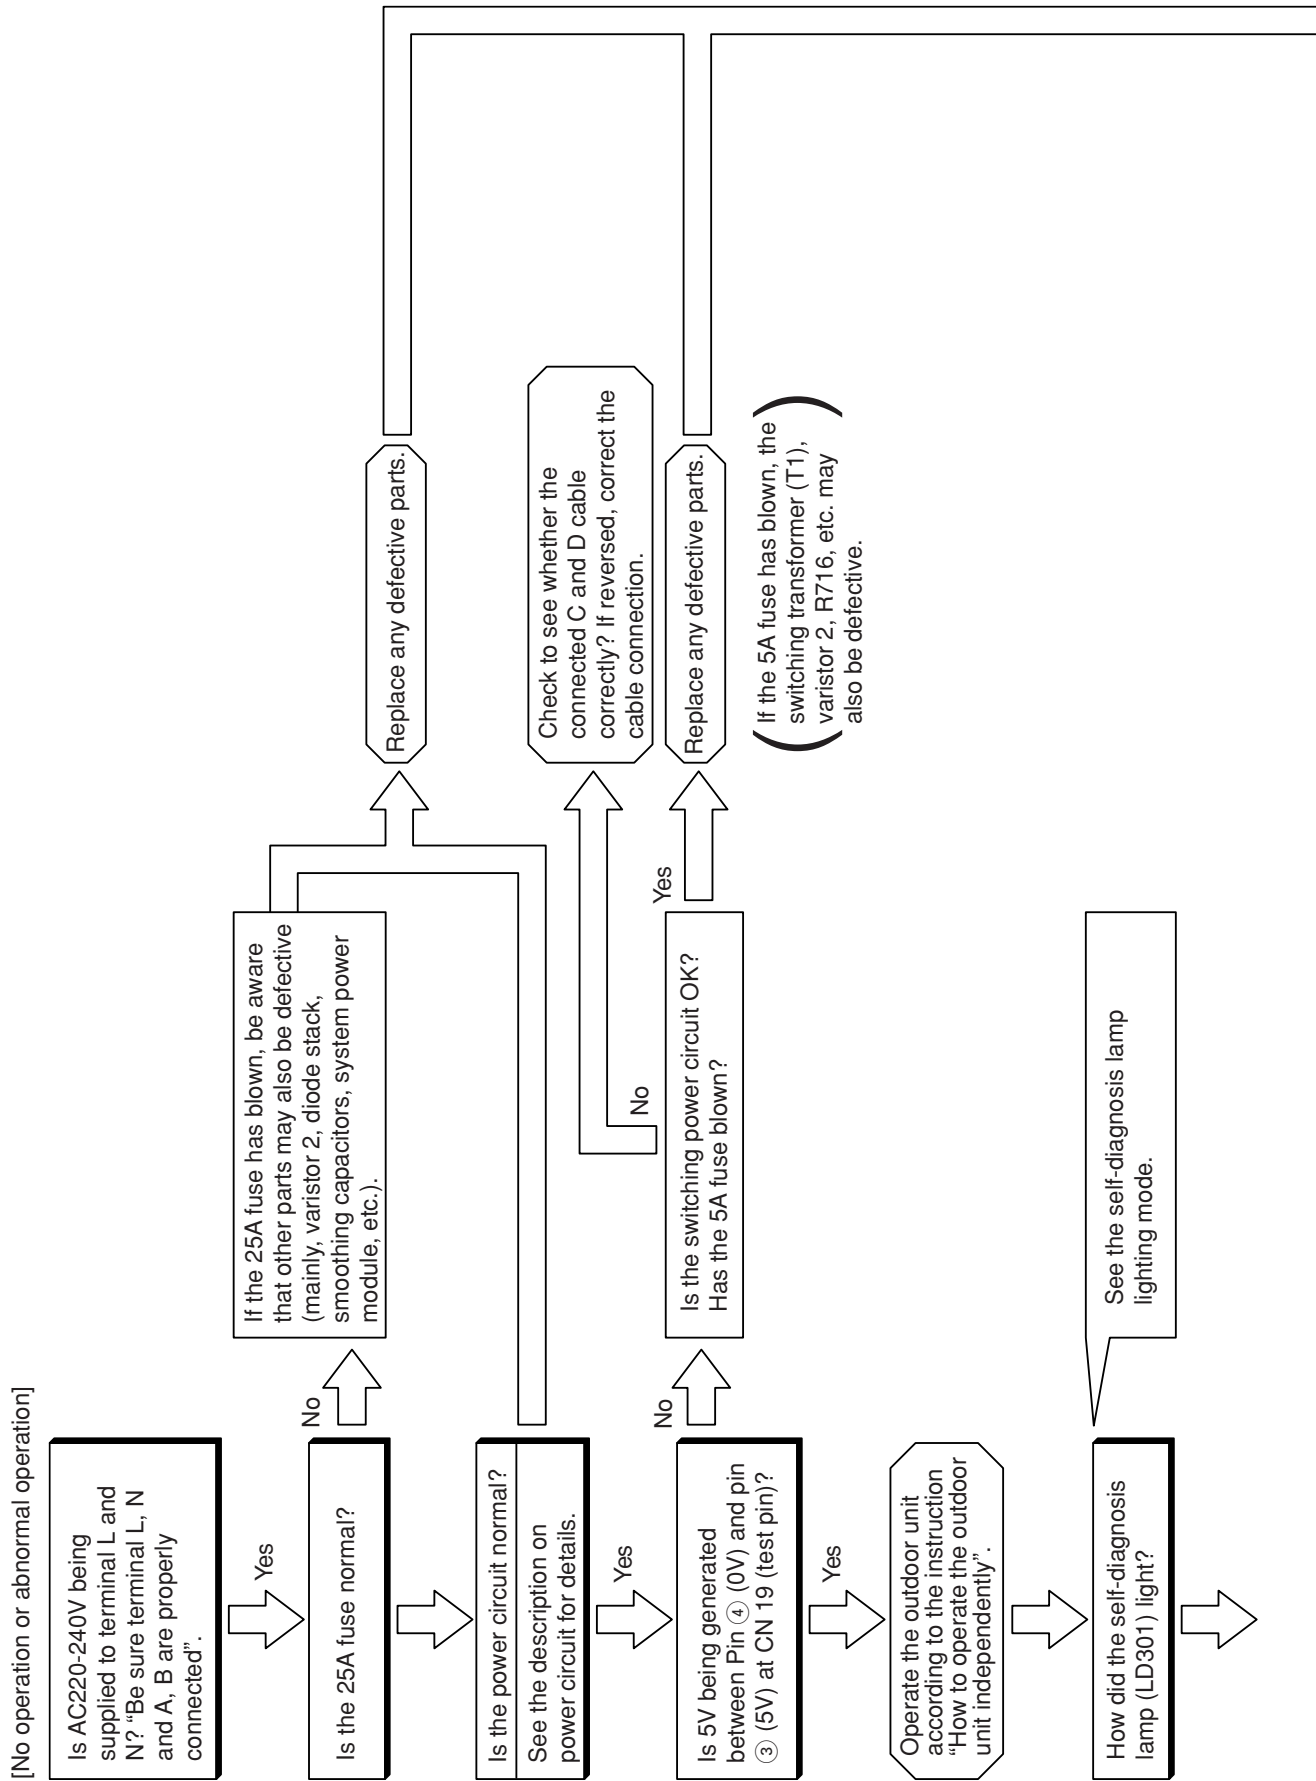 [No operation or abnormal operation]
Is AC220-240V being
supplied to terminal L and
N? “Be sure terminal L, N
and A, B are properly
connected”.
Yes
Is the 25A fuse normal?
No
If the 25A fuse has blown, be aware
that other parts may also be defective
(mainly, varistor 2, diode stack,
smoothing capacitors, system power
module, etc.).
Replace any defective parts.
Is the power circuit normal?
See the description on
power circuit for details.
Yes
Is 5V being generated
between Pin ④ (0V) and pin
③ (5V) at CN 19 (test pin)?
No
Is the switching power circuit OK?
Has the 5A fuse blown?
No
Check to see whether the
connected C and D cable
correctly? If reversed, correct the
cable connection.
Yes
Replace any defective parts.
(If the 5A fuse has blown, the
switching transformer (T1),
varistor 2, R716, etc. may
also be defective.)
Yes
Operate the outdoor unit
according to the instruction
“How to operate the outdoor
unit independently”.
How did the self-diagnosis
lamp (LD301) light?
See the self-diagnosis lamp
lighting mode.